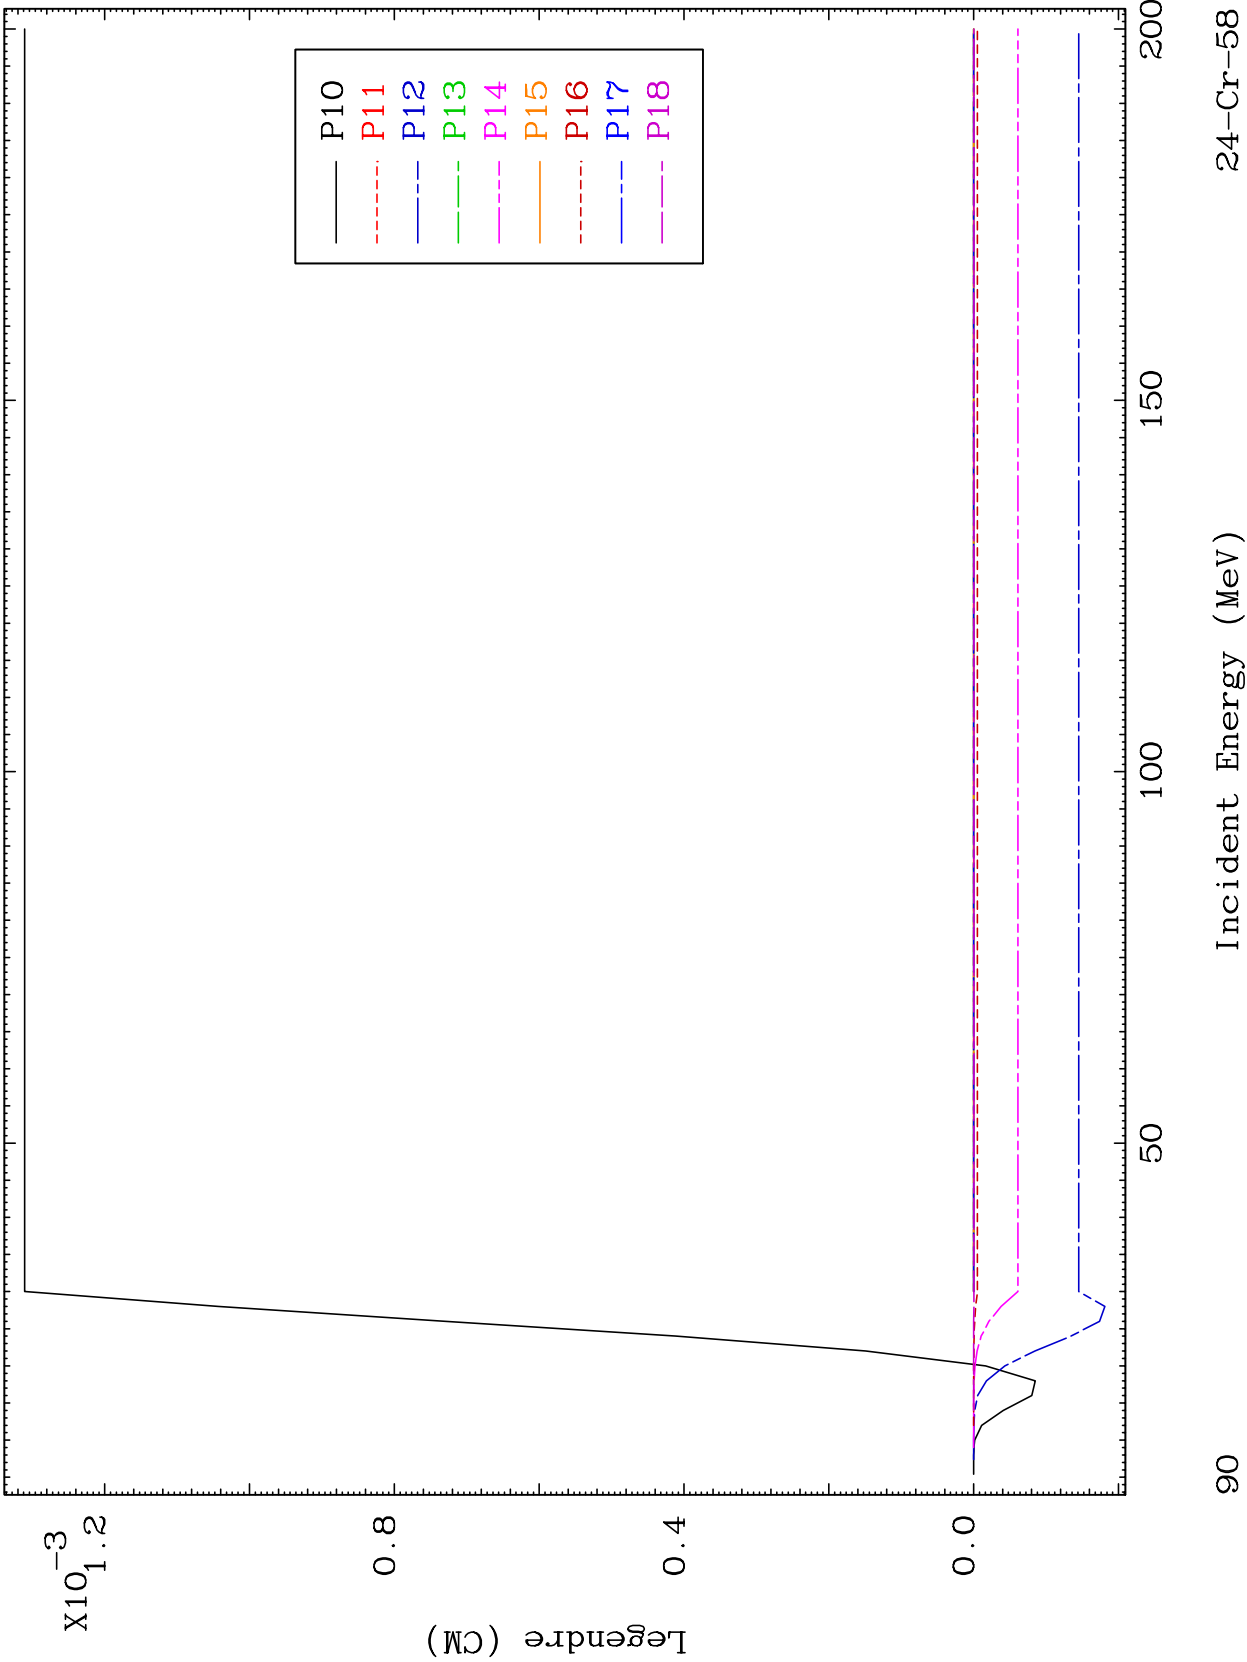 X10-3
1.2
0.8
0.4
0.0
Legendre (CM)
P10
P11
P12
P13
P14
P15
P16
P17
P18
50
100
150
200
Incident Energy (MeV)
90
24-Cr-58